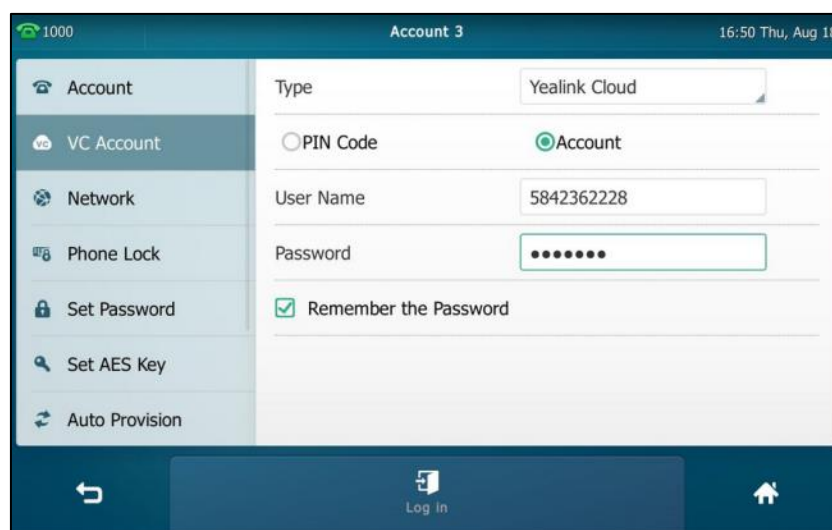 1000
Account 3
16:50 Thu, Aug 18
Account
VC Account
Network
Phone Lock
Set Password
Set AES Key
Auto Provision
Type
Yealink Cloud
PIN Code
Account
User Name
5842362228
Password
•••••••
Remember the Password
Log in